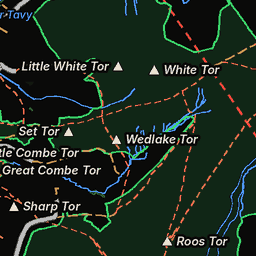 Tavy
Little White Tor
White Tor
Set Tor
Wedlake Tor
tle Combe Tor
Great Combe Tor
Sharp Tor
Roos Tor